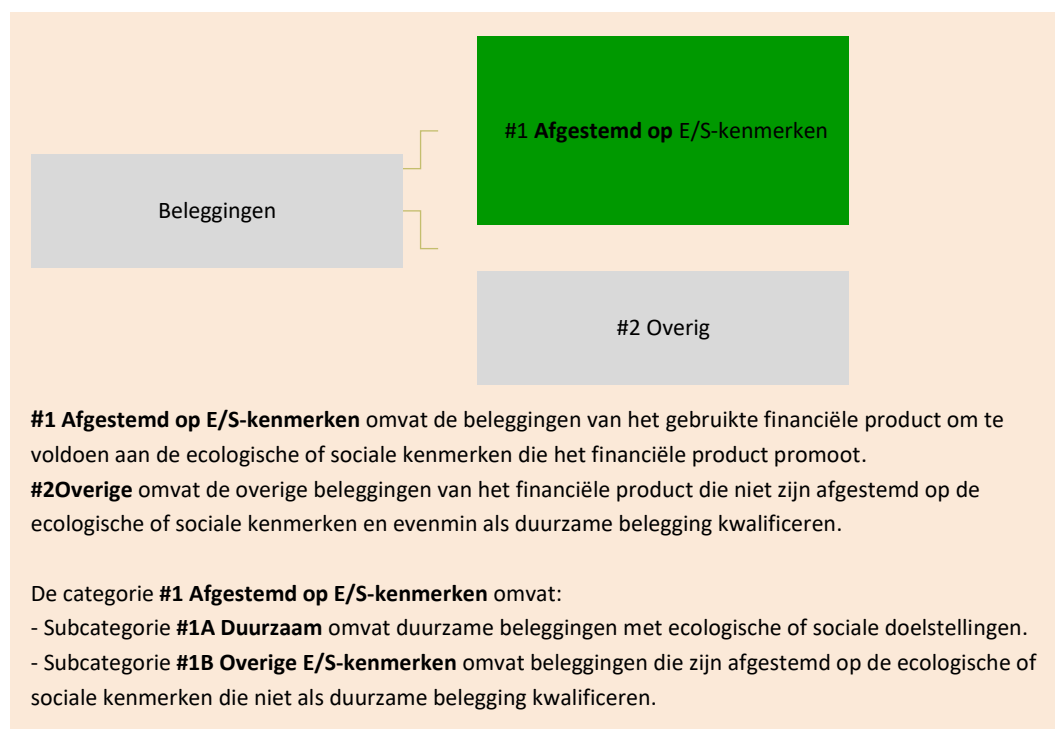 #1 Afgestemd op E/S-kenmerken
Beleggingen
#2 Overig
#1 Afgestemd op E/S-kenmerken omvat de beleggingen van het gebruikte financiële product om te
voldoen aan de ecologische of sociale kenmerken die het financiële product promoot.
#2Overige omvat de overige beleggingen van het financiële product die niet zijn afgestemd op de
ecologische of sociale kenmerken en evenmin als duurzame belegging kwalificeren.
De categorie #1 Afgestemd op E/S-kenmerken omvat:
- Subcategorie #1A Duurzaam omvat duurzame beleggingen met ecologische of sociale doelstellingen.
- Subcategorie #1B Overige E/S-kenmerken omvat beleggingen die zijn afgestemd op de ecologische of
sociale kenmerken die niet als duurzame belegging kwalificeren.